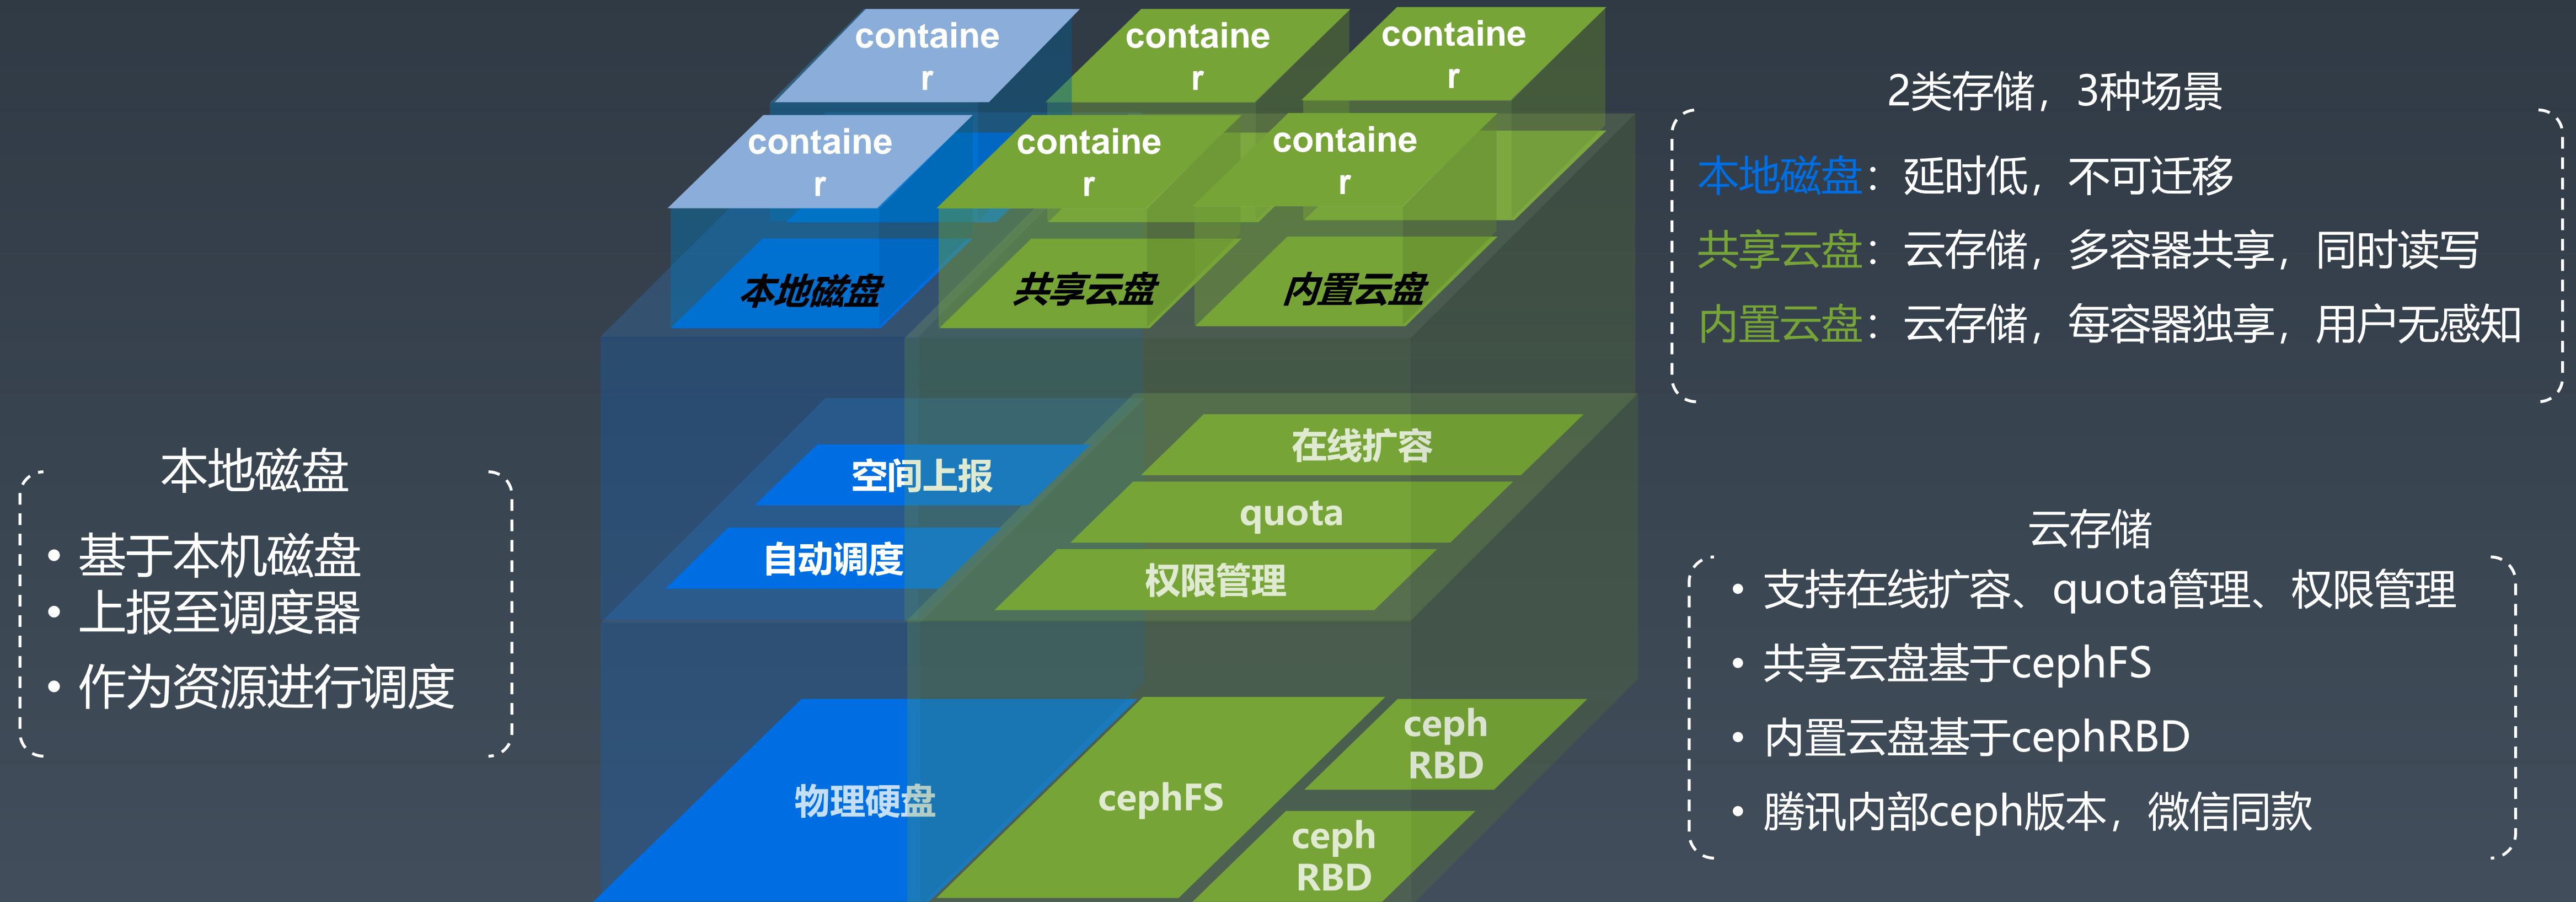 containe
r
containe
r
containe
r
containe
r
containe
r
containe
r
本地磁盘
共享云盘
内置云盘
空间上报
自动调度
在线扩容
quota
权限管理
物理硬盘
cephFS
ceph
RBD
ceph
RBD
本地磁盘
• 基于本机磁盘
• 上报至调度器
• 作为资源进行调度
2类存储，3种场景
本地磁盘：延时低，不可迁移
共享云盘：云存储，多容器共享，同时读写
内置云盘：云存储，每容器独享，用户无感知
云存储
• 支持在线扩容、quota管理、权限管理
• 共享云盘基于cephFS
• 内置云盘基于cephRBD
• 腾讯内部ceph版本，微信同款